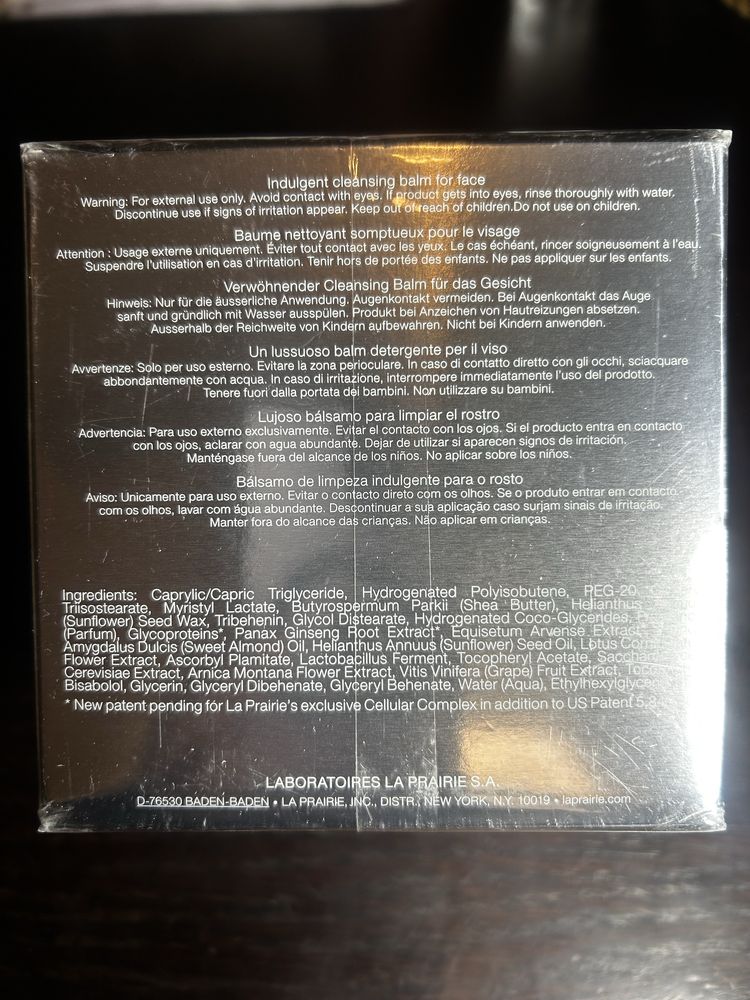 Indulgent cleansing balm for face
Warning: For external use only. Avoid contact with eyes. If product gets into eyes, rinse thoroughly with water.
Discontinue use if signs of irritation appear. Keep out of reach of children.Do not use on children.
Baume nettoyant somptueux pour le visage
Attention : Usage externe uniquement. Éviter tout contact avec les yeux. Le cas échéant, rincer soigneusement à l'eau.
Suspendre l'utilisation en cas d'irritation. Tenir hors de portée des enfants. Ne pas appliquer sur les enfants.
Verwöhnender Cleansing Balm für das Gesicht
Hinweis: Nur für die äusserliche Anwendung. Augenkontakt vermeiden. Bei Augenkontakt das Auge
sanft und gründlich mit Wasser ausspülen. Produkt bei Anzeichen von Hautreizungen absetzen.
Ausserhalb der Reichweite von Kindern aufbewahren. Nicht bei Kindern anwenden.
Un lussuoso balm detergente per il viso
Avvertenze: Solo per uso esterno. Evitare la zona perioculare. In caso di contatto diretto con gli occhi, sciacquare
abbondantemente con acqua. In caso di irritazione, interrompere immediatamente l'uso del prodotto.
Tenere fuori dalla portata dei bambini. Non utilizzare su bambini.
Lujoso bálsamo para limpiar el rostro
Advertencia: Para uso externo exclusivamente. Evitar el contacto con los ojos. Si el producto entra en contacto
con los ojos, aclarar con agua abundante. Dejar de utilizar si aparecen signos de irritación.
Manténgase fuera del alcance de los niños. No aplicar sobre los niños.
Bálsamo de limpeza indulgente para o rosto
Aviso: Unicamente para uso externo. Evitar o contacto direto com os olhos. Se o produto entrar em contacto
com os olhos, lavar com água abundante. Descontinuar a sua aplicação caso surjam sinais de irritação.
Manter fora do alcance das crianças. Não aplicar em crianças.
Ingredients: Caprylic/Capric Triglyceride, Hydrogenated Polyisobutene, PEG-20
Triisostearate, Myristyl Lactate, Butyrospermum Parkii (Shea Butter), Helianthus
(Sunflower) Seed Wax, Tribehenin, Glycol Distearate, Hydrogenated Coco-Glycerides,
(Parfum), Glycoproteins*, Panax Ginseng Root Extract*, Equisetum Arvense Extract
Amygdalus Dulcis (Sweet Almond) Oil, Helianthus Annuus (Sunflower) Seed Oil, Lotus
Flower Extract, Ascorbyl Plamitate, Lactobacillus Ferment, Tocopheryl Acetate,
Cerevisiae Extract, Arnica Montana Flower Extract, Vitis Vinifera (Grape) Fruit Extract,
Bisabolol, Glycerin, Glyceryl Dibehenate, Glyceryl Behenate, Water (Aqua),
* New patent pending for La Prairie's exclusive Cellular Complex in addition to US Patent
LABORATOIRES LA PRAIRIE S.A.
D-76530 BADEN-BADEN • LA PRAIRIE, INC., DISTR., NEW YORK, N.Y. 10019 • laprairie.com